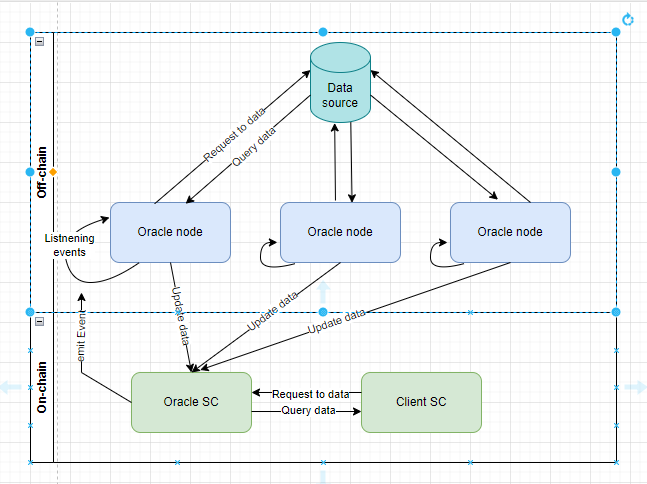 Off-chain
Data
source
Request to data
Query data
Oracle node
Oracle node
Oracle node
Listnening
events
Update data
Update data
Update data
On-chain
emit Event
Oracle SC
Request to data
Query data
Client SC